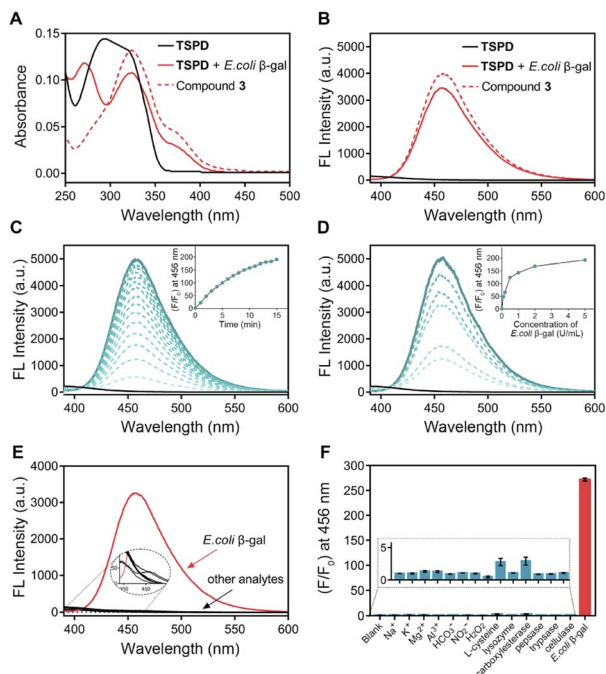 A
TSPD
TSPD + E.coli β-gal
Compound 3
0.15
0.10
0.05
0.00
Absorbance
250 300 350 400 450 500
Wavelength (nm)
B
TSPD
TSPD + E.coli β-gal
Compound 3
5000
4000
3000
2000
1000
0
FL Intensity (a.u.)
400 450 500 550 600
Wavelength (nm)
C
5000
4000
3000
2000
1000
0
FL Intensity (a.u.)
400 450 500 550 600
Wavelength (nm)
(F/F0) at 456 nm
200
150
100
50
0
0 5 10 15
Time (min)
D
5000
4000
3000
2000
1000
0
FL Intensity (a.u.)
400 450 500 550 600
Wavelength (nm)
(F/F0) at 456 nm
200
150
100
50
0
0 1 2 3 4 5
Concentration of
E.coli β-gal (U/mL)
E
4000
3000
2000
1000
0
FL Intensity (a.u.)
400 450 500 550 600
Wavelength (nm)
E.coli β-gal
other analytes
50
0
400 450
F
300
250
200
150
100
50
0
(F/F0) at 456 nm
5
0
Blank
Na+
K+
Mg2+
Al3+
HCO3-
NO2-
H2O2
L-cysteine
lysozyme
carboxylesterase
pepsase
trypsase
cellulase
E.coli β-gal